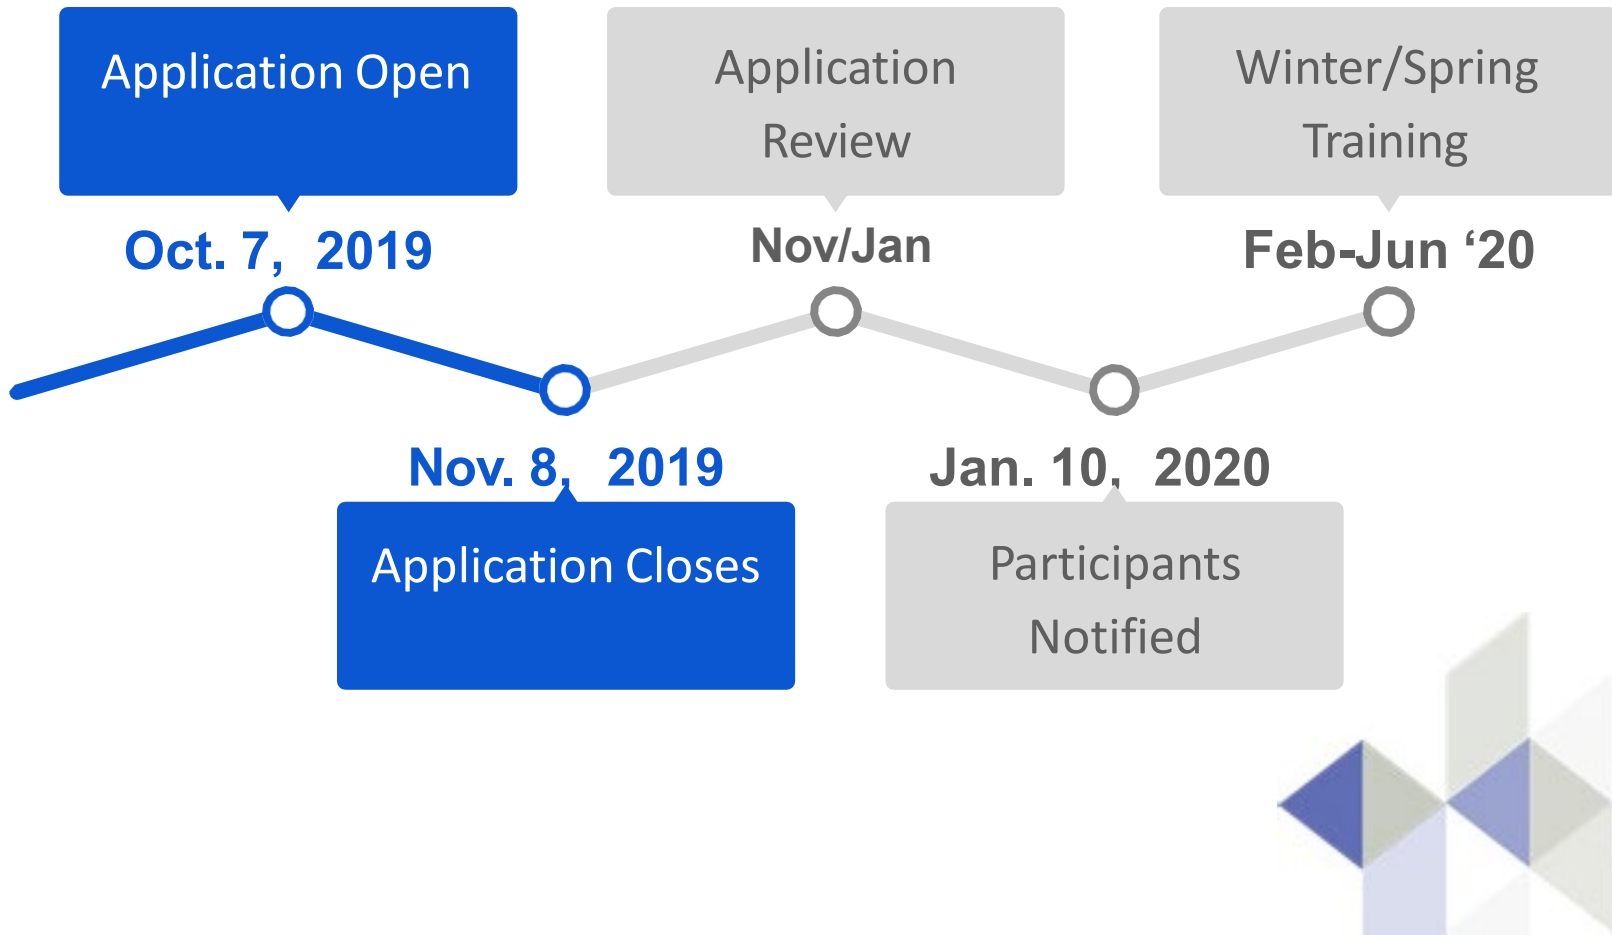 Application Open
Oct. 7, 2019
Nov. 8, 2019
Application Closes
Application
Review
Nov/Jan
Jan. 10, 2020
Participants
Notified
Winter/Spring
Training
Feb-Jun ‘20